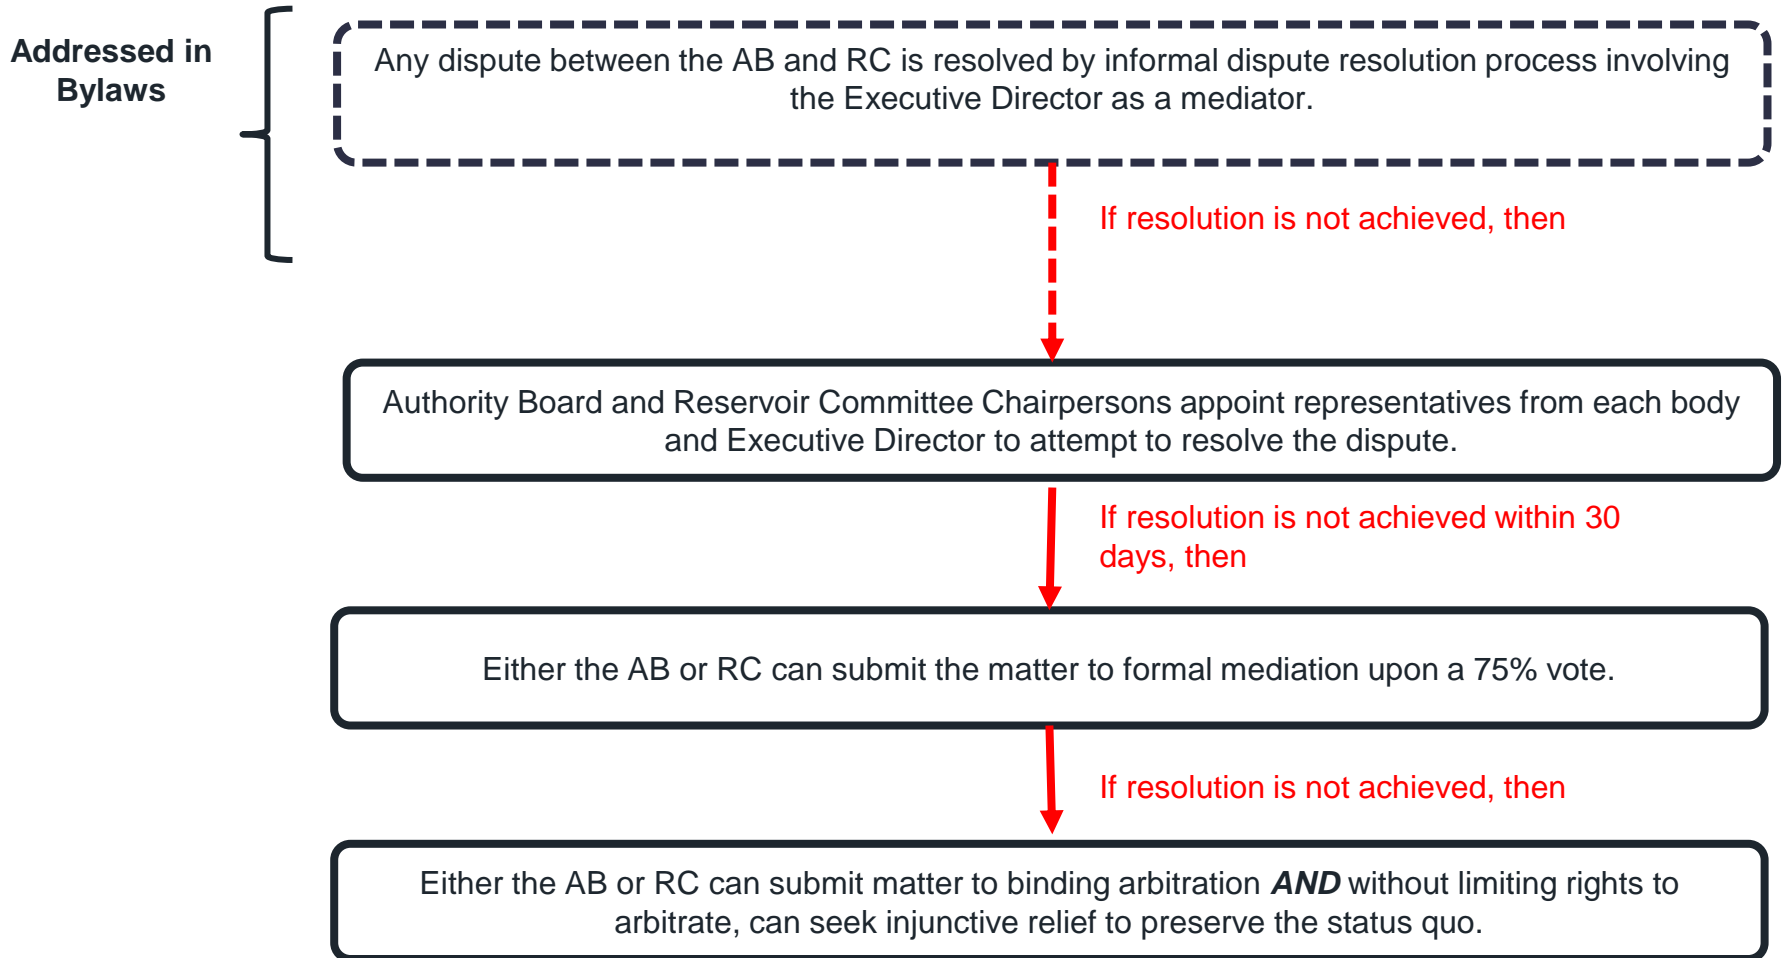 Addressed in
Bylaws
Any dispute between the AB and RC is resolved by informal dispute resolution process involving
the Executive Director as a mediator.
If resolution is not achieved, then
Authority Board and Reservoir Committee Chairpersons appoint representatives from each body
and Executive Director to attempt to resolve the dispute.
If resolution is not achieved within 30
days, then
Either the AB or RC can submit the matter to formal mediation upon a 75% vote.
If resolution is not achieved, then
Either the AB or RC can submit matter to binding arbitration AND without limiting rights to
arbitrate, can seek injunctive relief to preserve the status quo.